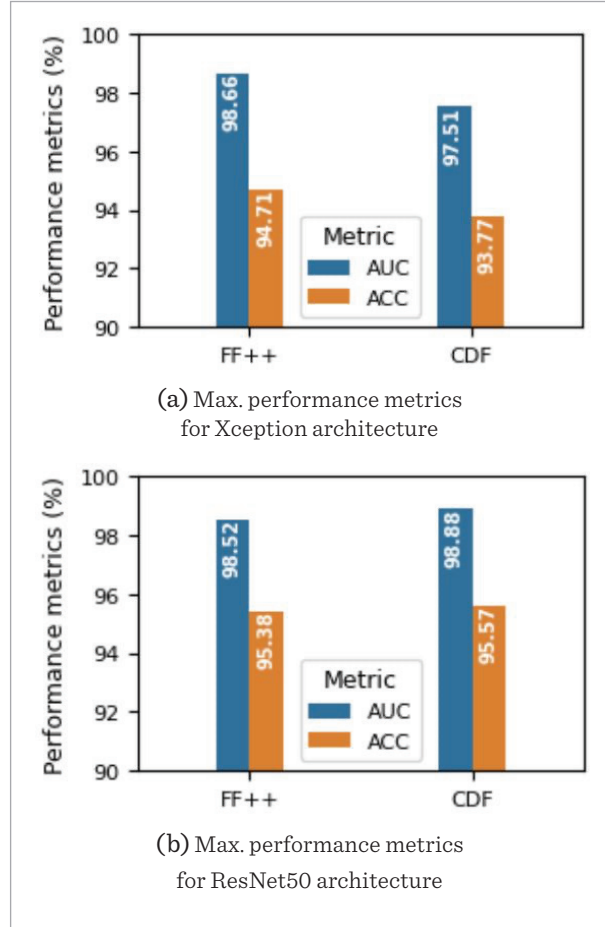 Performance metrics (%)
100
98
96
94
92
90
98.66
94.71
97.51
93.77
Metric
AUC
ACC
FF++
CDF
(a) Max. performance metrics
for Xception architecture
Performance metrics (%)
100
98
96
94
92
90
98.52
95.38
98.88
95.57
Metric
AUC
ACC
FF++
CDF
(b) Max. performance metrics
for ResNet50 architecture